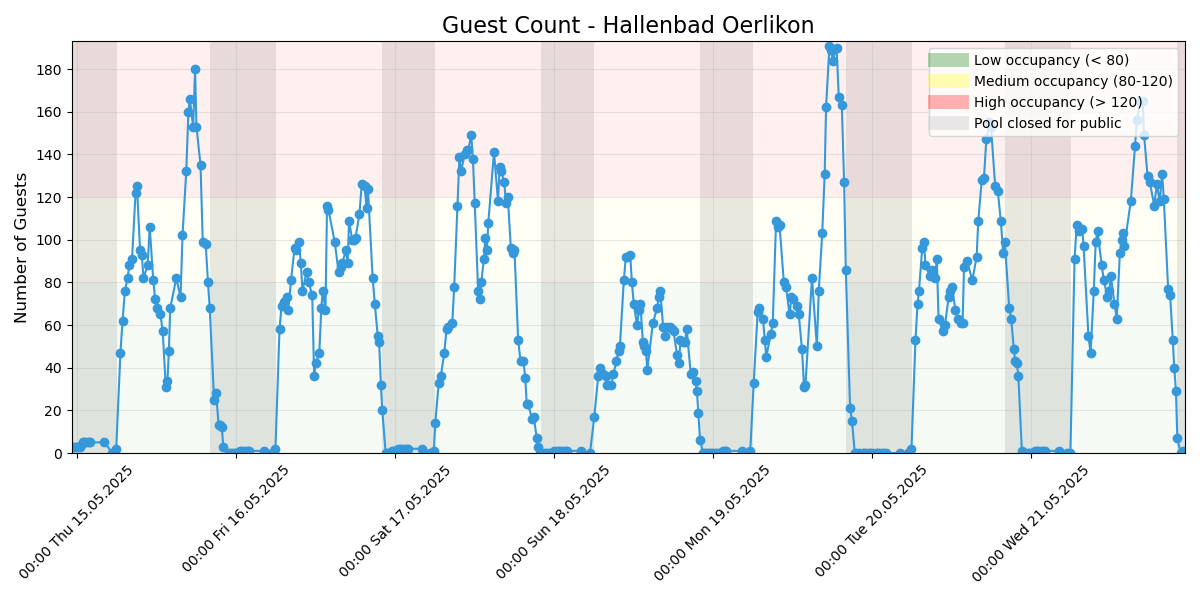 Guest Count - Hallenbad Oerlikon
Number of Guests
180
160
140
120
100
80
60
40
20
0
Low occupancy (< 80)
Medium occupancy (80-120)
High occupancy (> 120)
Pool closed for public
00:00 Thu 15.05.2025
00:00 Fri 16.05.2025
00:00 Sat 17.05.2025
00:00 Sun 18.05.2025
00:00 Mon 19.05.2025
00:00 Tue 20.05.2025
00:00 Wed 21.05.2025